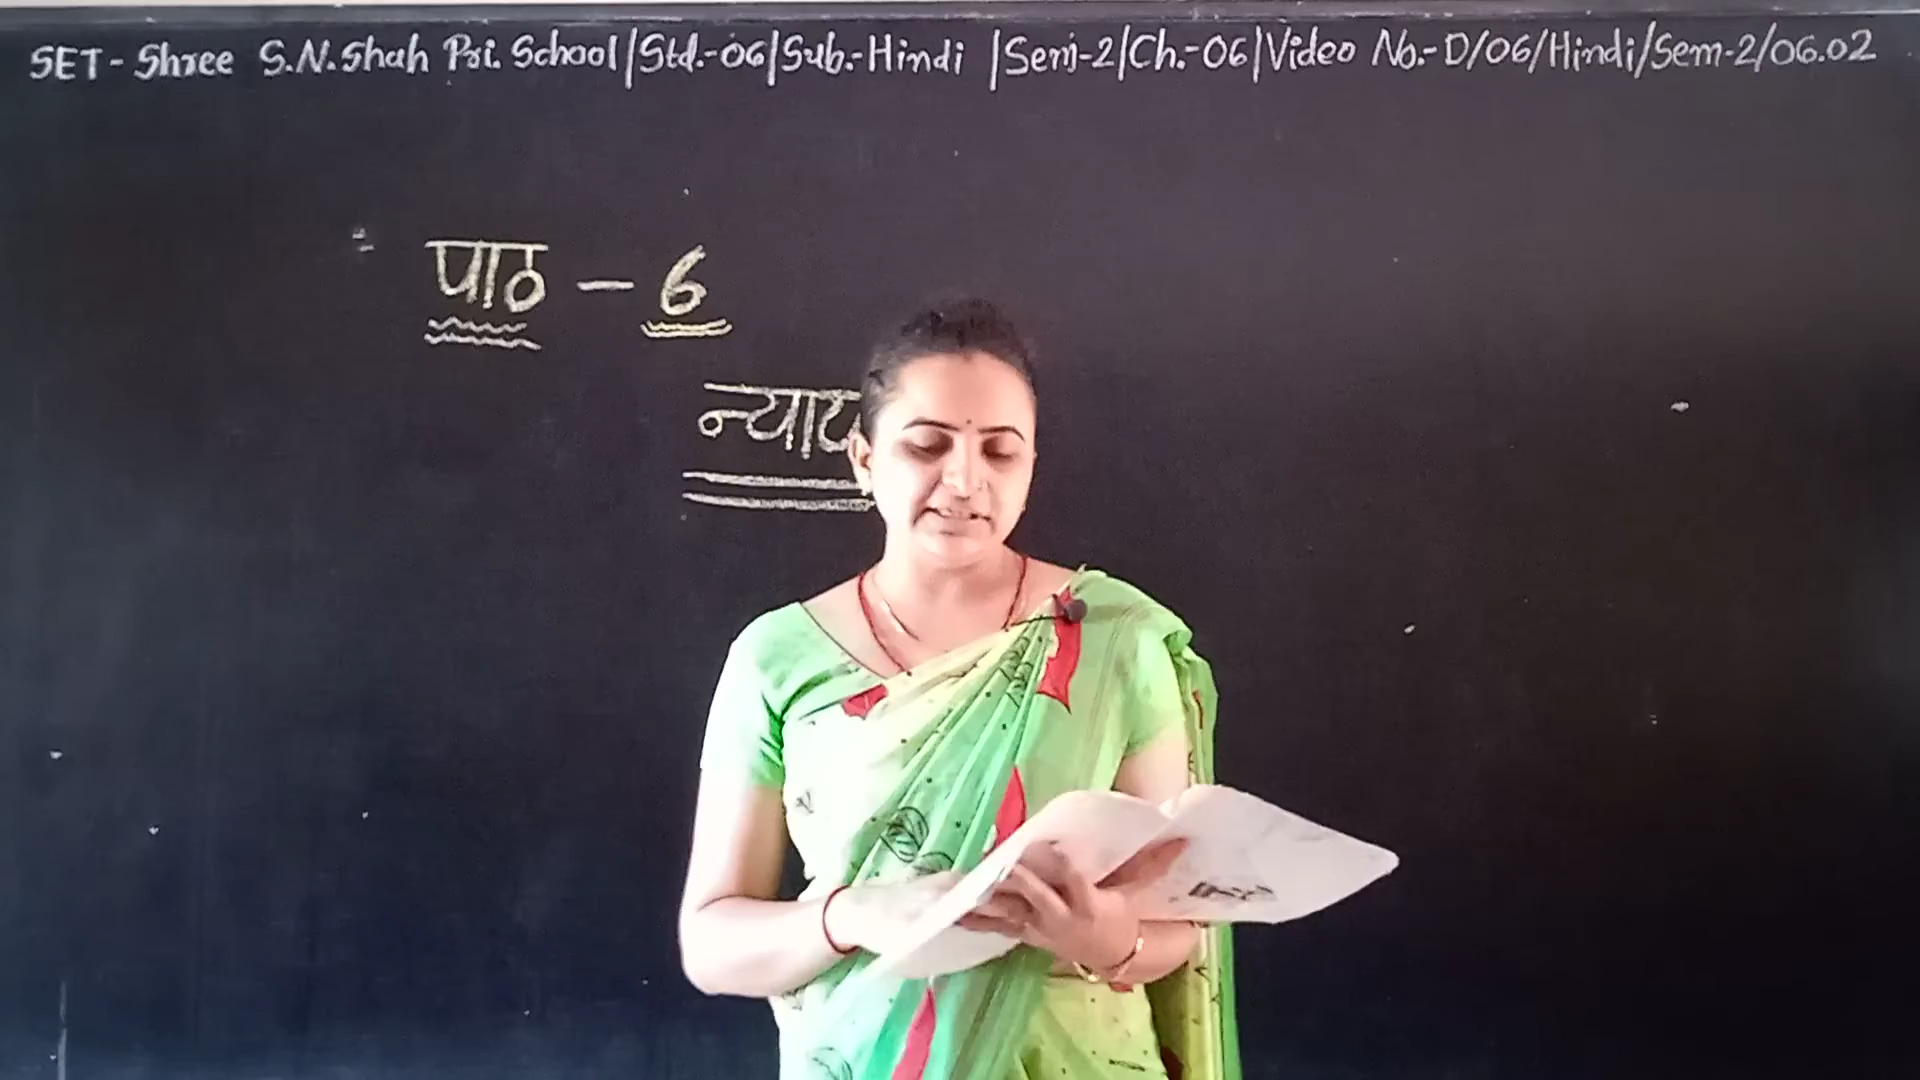 SET - Shree S.N.Shah Pri. School | Std.-06 | Sub.-Hindi | Sem-2 | Ch.-06 | Video No.- D/06/Hindi/Sem-2/06.02
पाठ - 6
न्याय